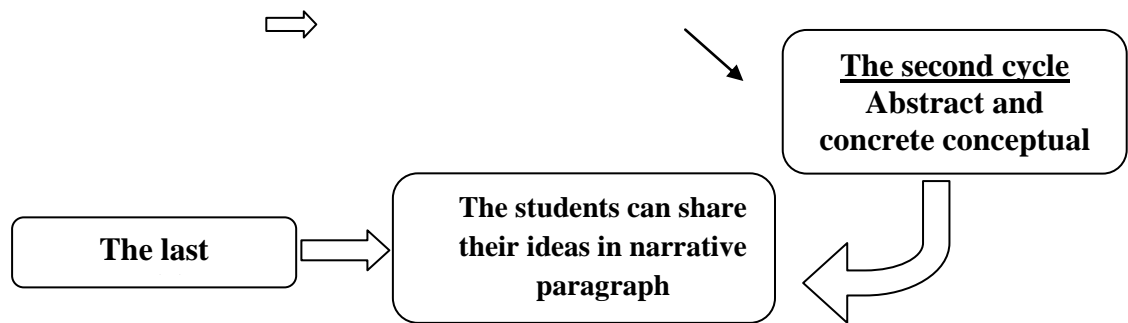 The second cycle
Abstract and
concrete conceptual
The last
The students can share
their ideas in narrative
paragraph